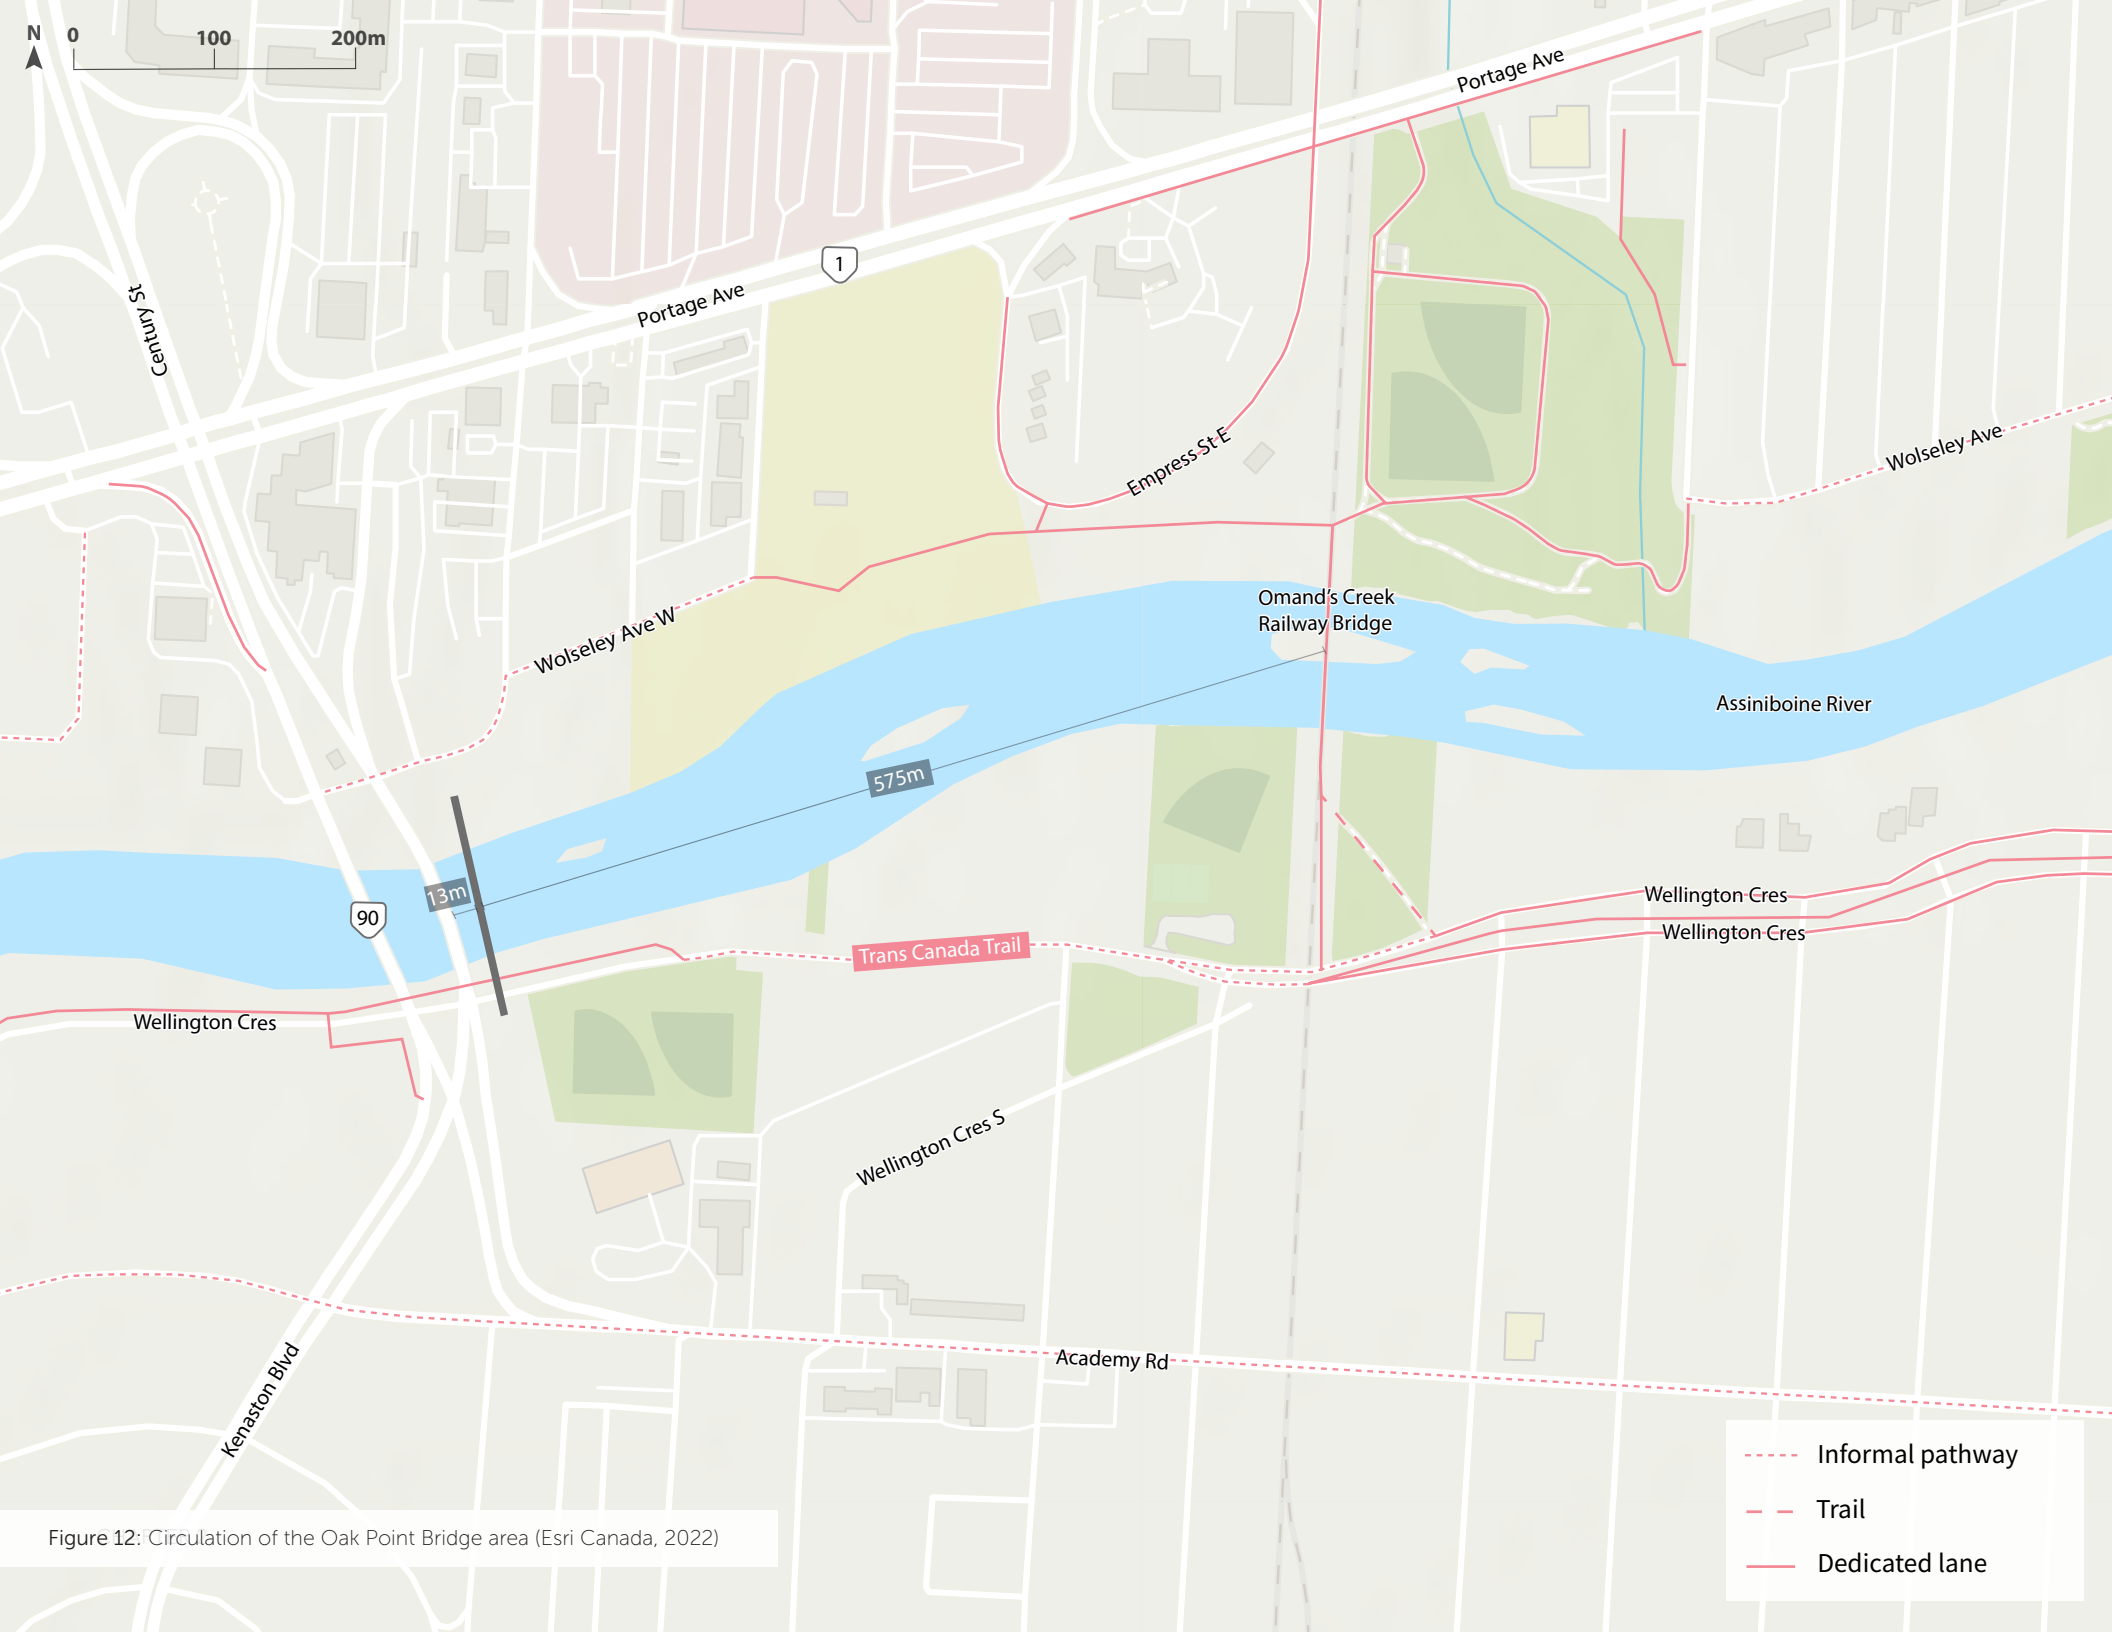 N
0 100 200m
Portage Ave
1
Century St
Portage Ave
Empress St E
Wolseley Ave
Wolseley Ave W
Omand's Creek
Railway Bridge
Assiniboine River
575m
13m
90
Wellington Cres
Wellington Cres
Trans Canada Trail
Wellington Cres
Wellington Cres S
Academy Rd
Kenaston Blvd
Informal pathway
Trail
Dedicated lane
Figure 12: Circulation of the Oak Point Bridge area (Esri Canada, 2022)